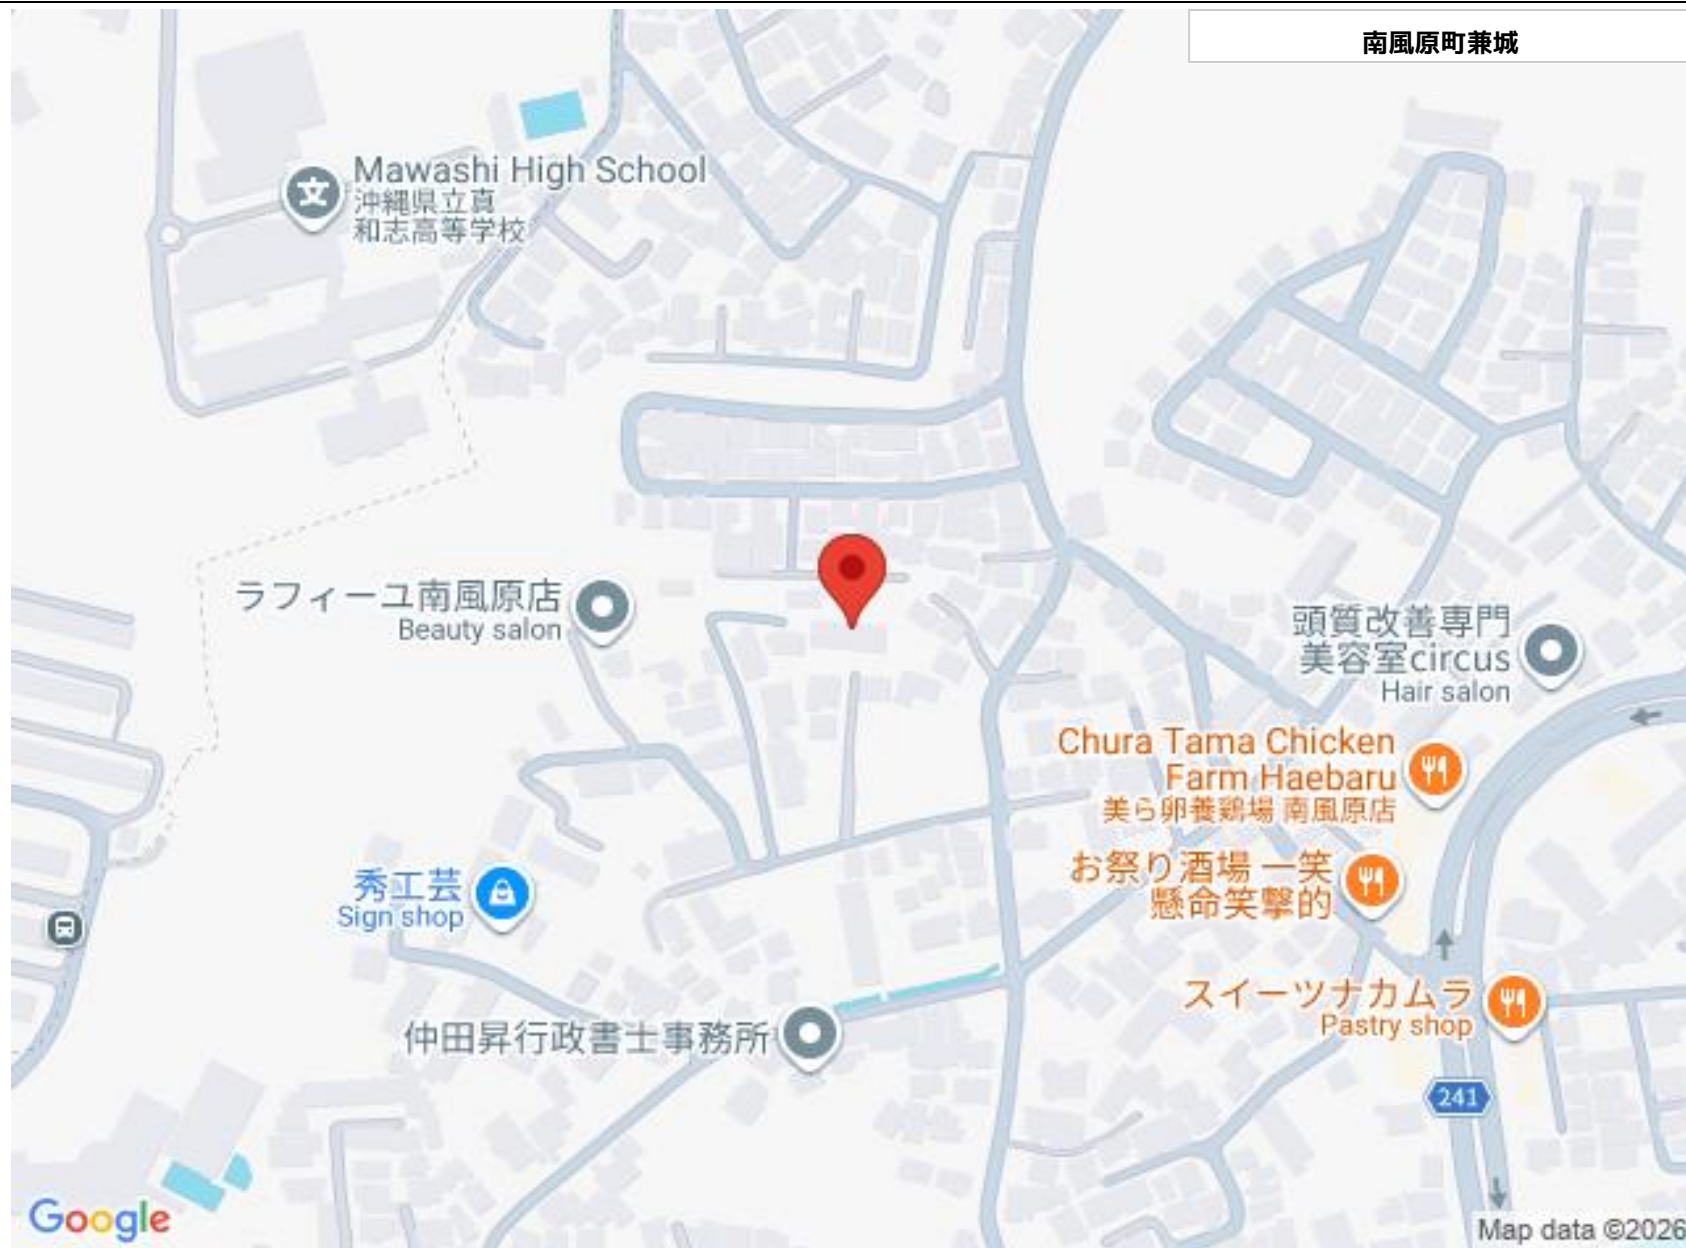 南風原町兼城
Mawashi High School
沖縄県立真
和志高等学校
ラフィーユ南風原店
Beauty salon
頭質改善専門
美容室circus
Hair salon
Chura Tama Chicken
Farm Haebaru
美ら卵養鶏場 南風原店
お祭り酒場 一笑
懸命笑撃的
秀工芸
Sign shop
スイーツナカムラ
Pastry shop
仲田昇行政書士事務所
241
Google
Map data ©2026